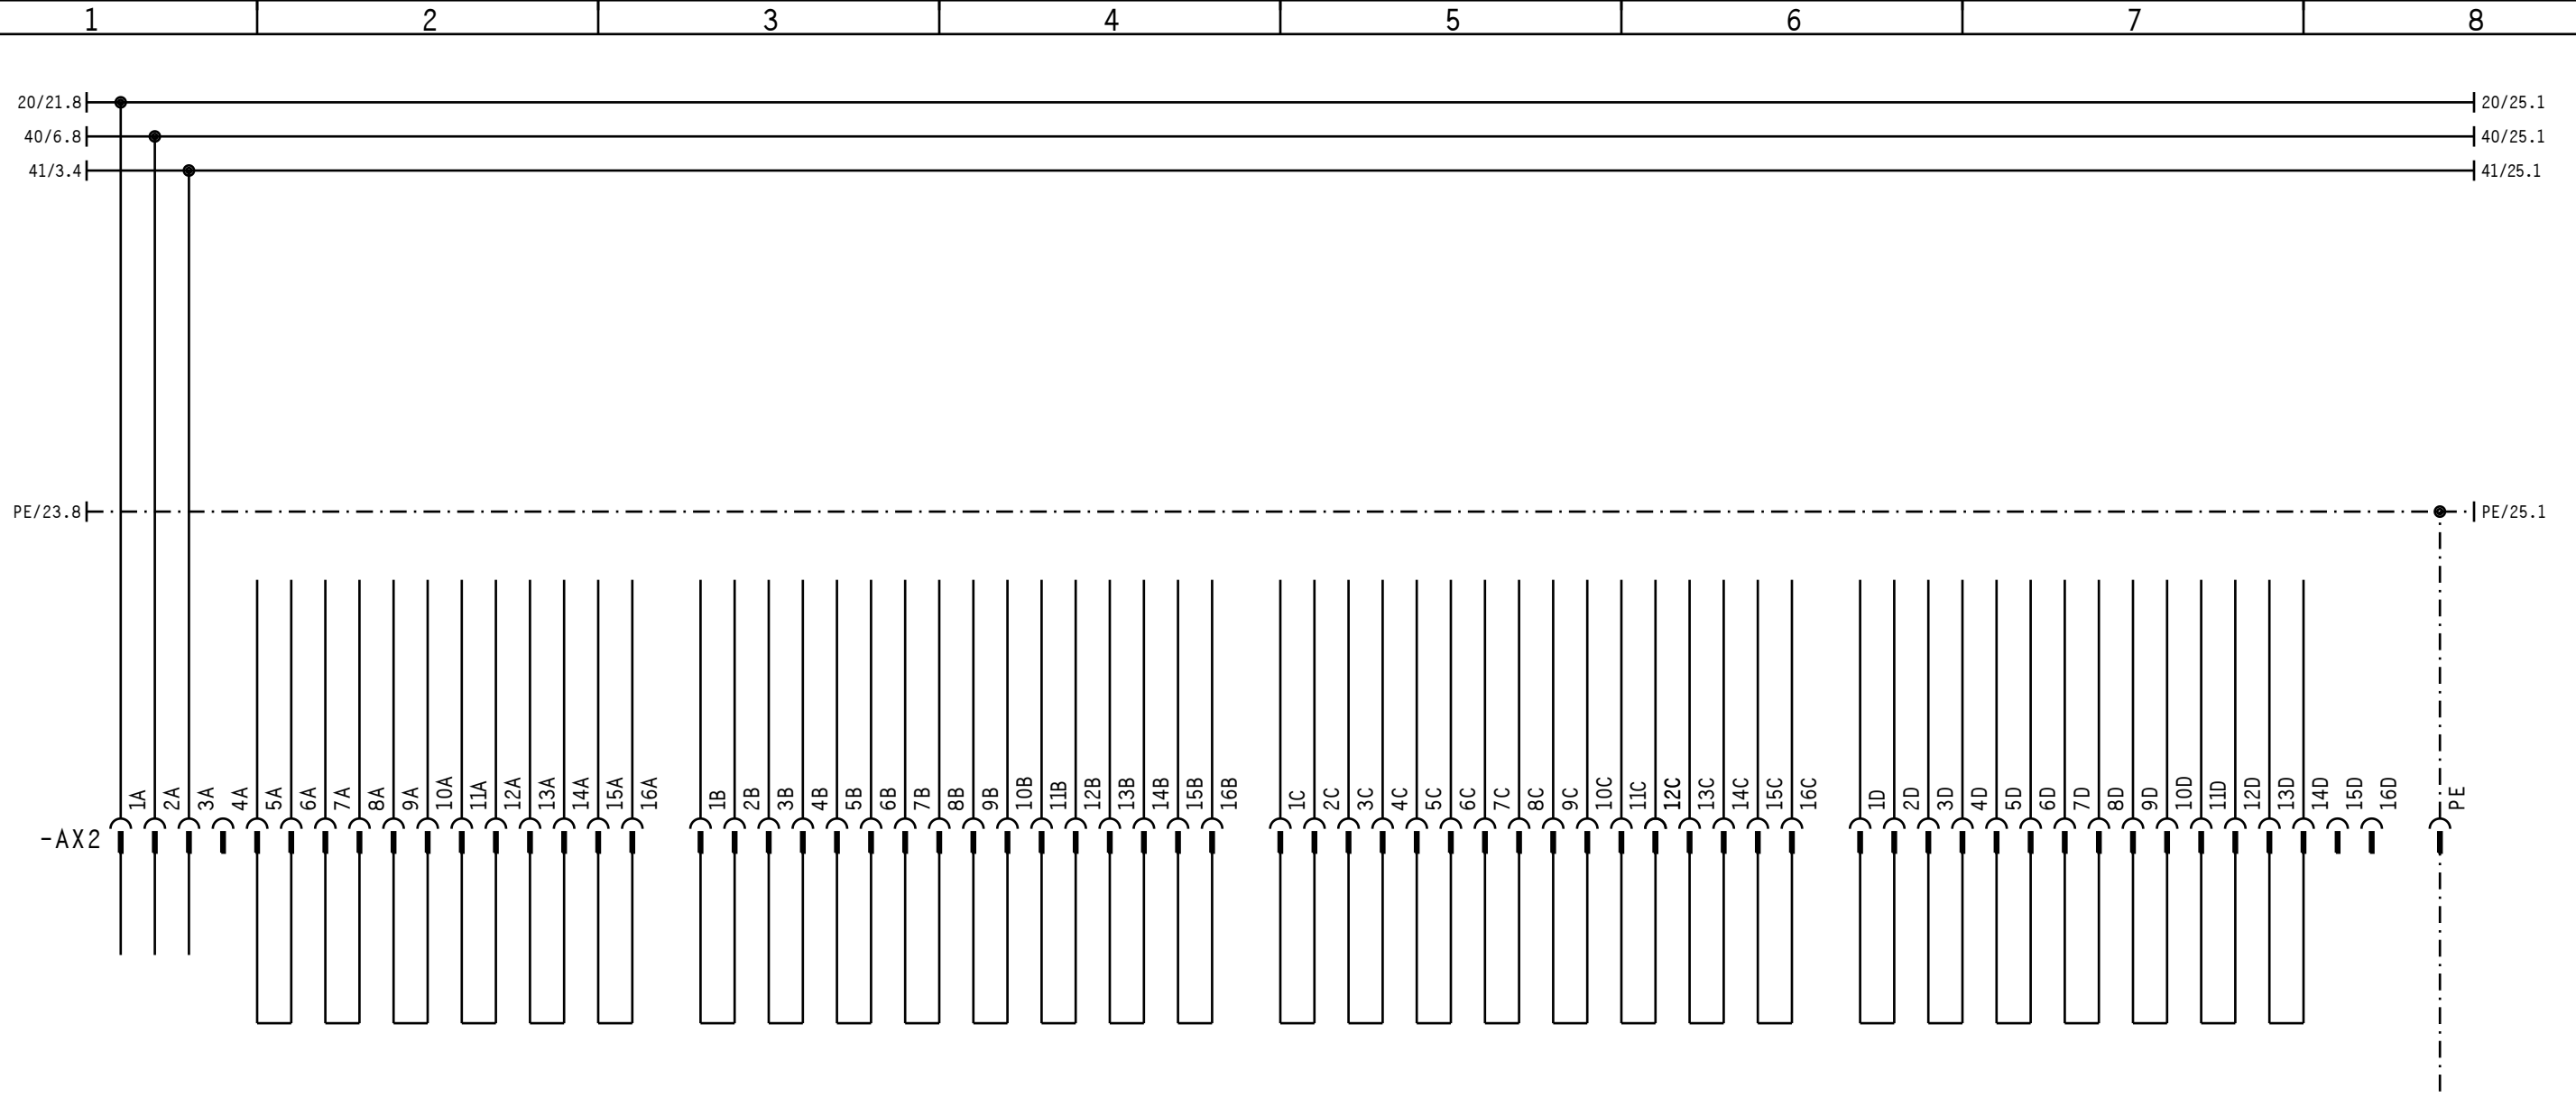 1 2 3 4 5 6 7 8
20/21.8 20/25.1
40/6.8 40/25.1
41/3.4 41/25.1
PE/23.8 PE/25.1
1A 2A 3A 4A 5A 6A 7A 8A 9A 10A 11A 12A 13A 14A 15A 16A 1B 2B 3B 4B 5B 6B 7B 8B 9B 10B 11B 12B 13B 14B 15B 16B 1C 2C 3C 4C 5C 6C 7C 8C 9C 10C 11C 12C 13C 14C 15C 16C 1D 2D 3D 4D 5D 6D 7D 8D 9D 10D 11D 12D 13D 14D 15D 16D PE
-AX2